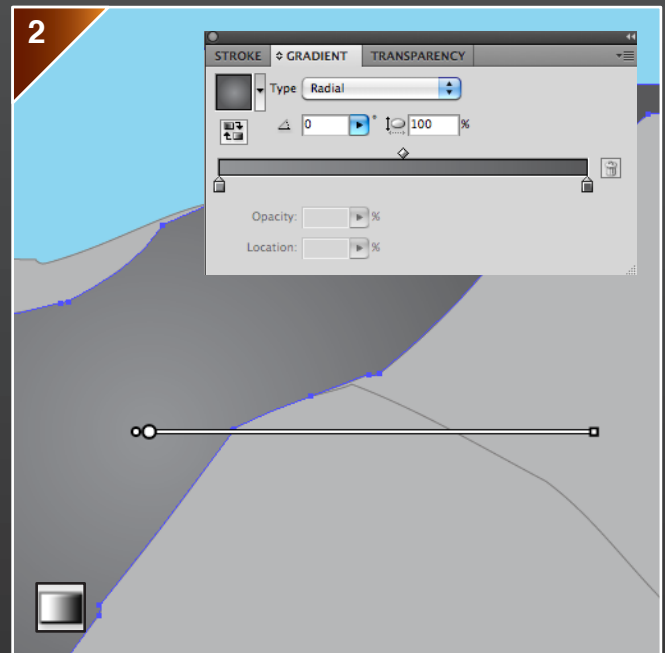 2
STROKE GRADIENT TRANSPARENCY
Type Radial
0 ° 100 %
Opacity: %
Location: %